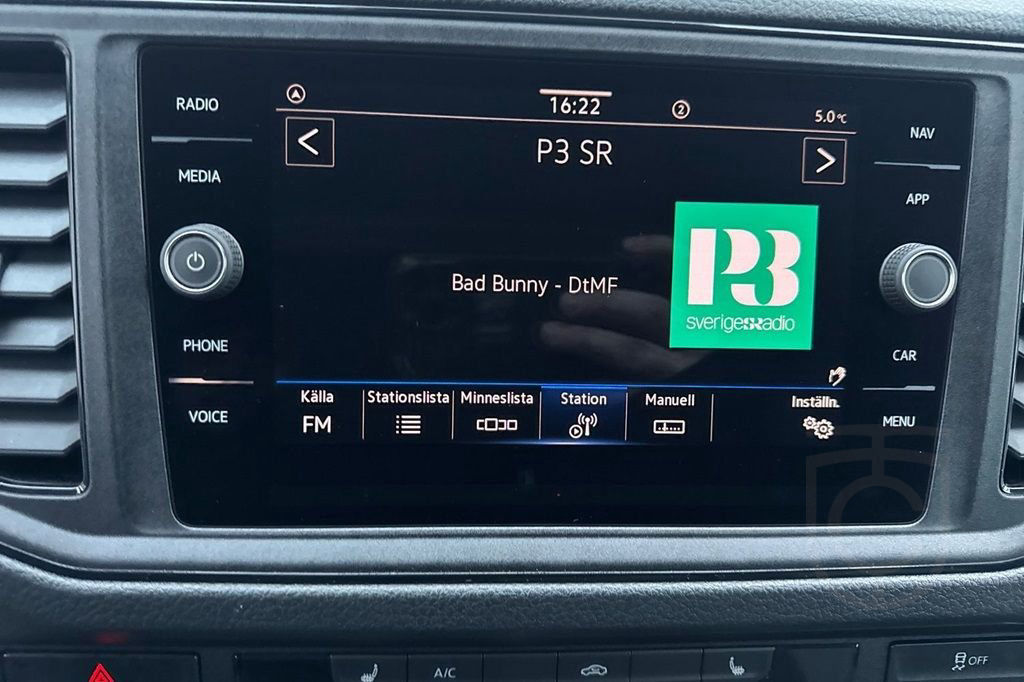 RADIO
MEDIA
PHONE
VOICE
16:22
2
5.0°C
<
P3 SR
>
Bad Bunny - DtMF
P3
sverigesRadio
Källa
FM
Stationslista
Minneslista
Station
Manuell
Inställn.
NAV
APP
CAR
MENU
A/C
OFF